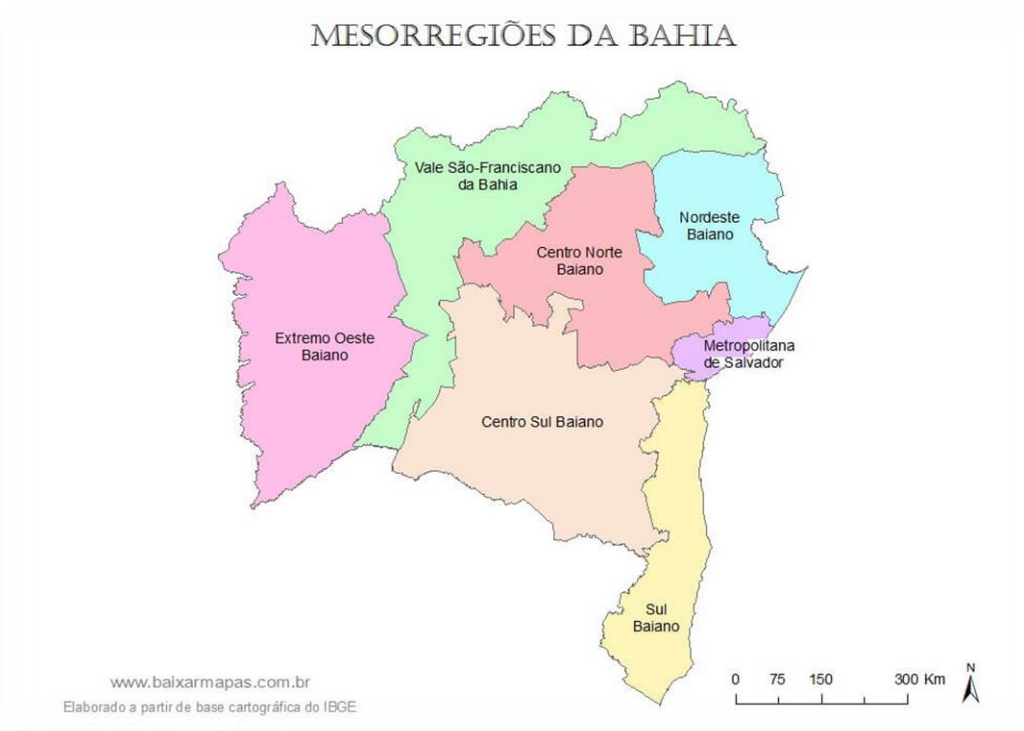 MESORREGIÕES DA BAHIA
Vale São-Franciscano
da Bahia
Nordeste
Baiano
Centro Norte
Baiano
Extremo Oeste
Baiano
Metropolitana
de Salvador
Centro Sul Baiano
Sul
Baiano
www.baixarmapas.com.br
Elaborado a partir de base cartográfica do IBGE
0 75 150 300 Km
N